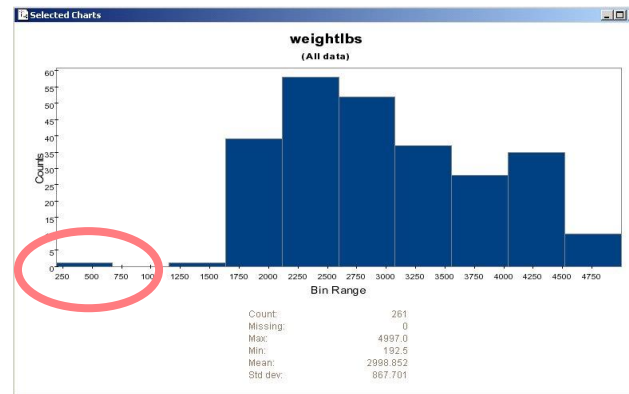 Selected Charts
weightlbs
(All data)
60
55
50
45
40
35
30
25
20
15
5
0
Counts
250 500 750 100 1250 1500 1750 2000 2250 2500 2750 3000 3250 3500 3750 4000 4250 4500 4750
Bin Range
Count: 261
Missing: 0
Max: 4997.0
Min: 192.5
Mean: 2998.852
Std dev: 867.701